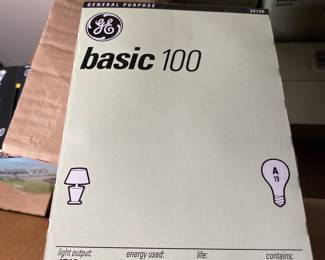 GENERAL PURPOSE
GE
basic 100
A
19
light output: energy used: life: contains: